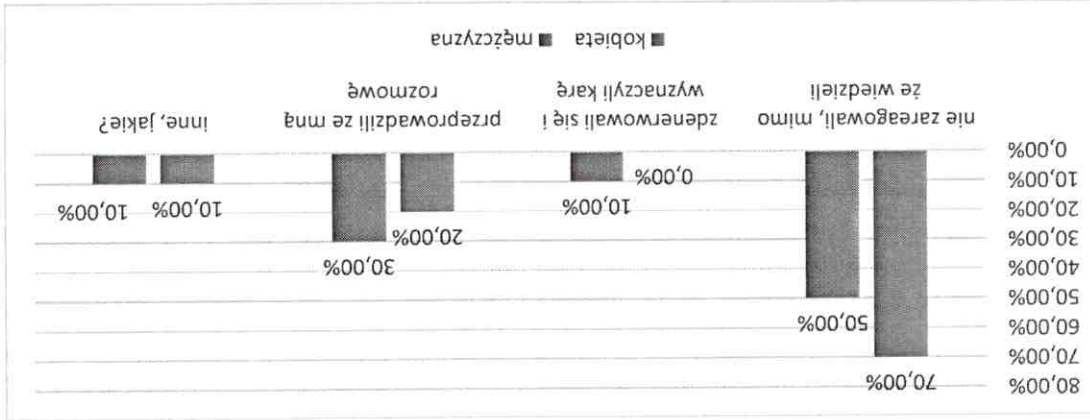 80,00%
70,00%
60,00%
50,00%
40,00%
30,00%
20,00%
10,00%
0,00%
70,00%
50,00%
0,00%
10,00%
20,00%
30,00%
10,00%
10,00%
nie zareagowali, mimo
że wiedzieli
zdenerwowali się i
wyznaczyli karę
przeprowadzili ze mną
rozmowę
inne, jakie?
kobieta
mężczyzna